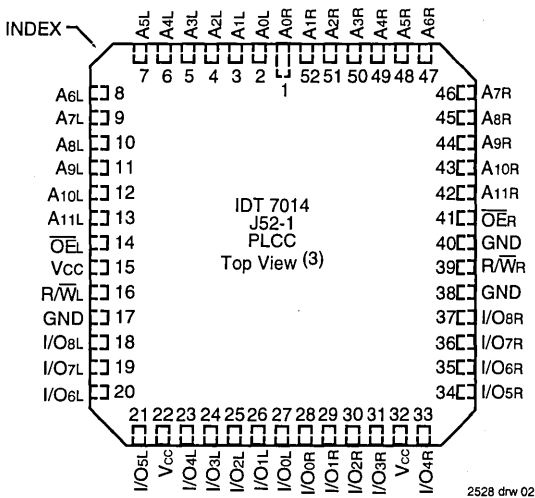 INDEX
A5L A4L A3L A2L A1L A0L A0R A1R A2R A3R A4R A5R A6R
7 6 5 4 3 2 1 52 51 50 49 48 47
A6L 8
A7L 9
A8L 10
A9L 11
A10L 12
A11L 13
O̅E̅L 14
VCC 15
R/W̅L 16
GND 17
I/O8L 18
I/O7L 19
I/O6L 20
IDT 7014
J52-1
PLCC
Top View (3)
46 A7R
45 A8R
44 A9R
43 A10R
42 A11R
41 O̅E̅R
40 GND
39 R/W̅R
38 GND
37 I/O8R
36 I/O7R
35 I/O6R
34 I/O5R
21 22 23 24 25 26 27 28 29 30 31 32 33
I/O5L VCC I/O4L I/O3L I/O2L I/O1L I/O0L I/O0R I/O1R I/O2R I/O3R VCC I/O4R
2528 drw 02